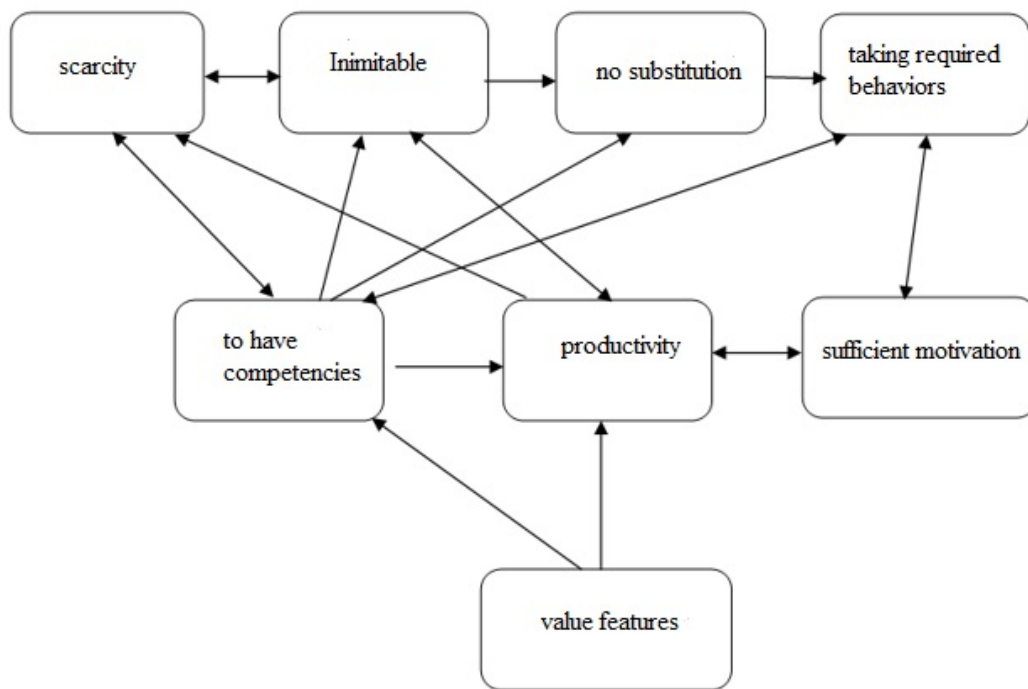 scarcity
Inimitable
no substitution
taking required
behaviors
to have
competencies
productivity
sufficient motivation
value features